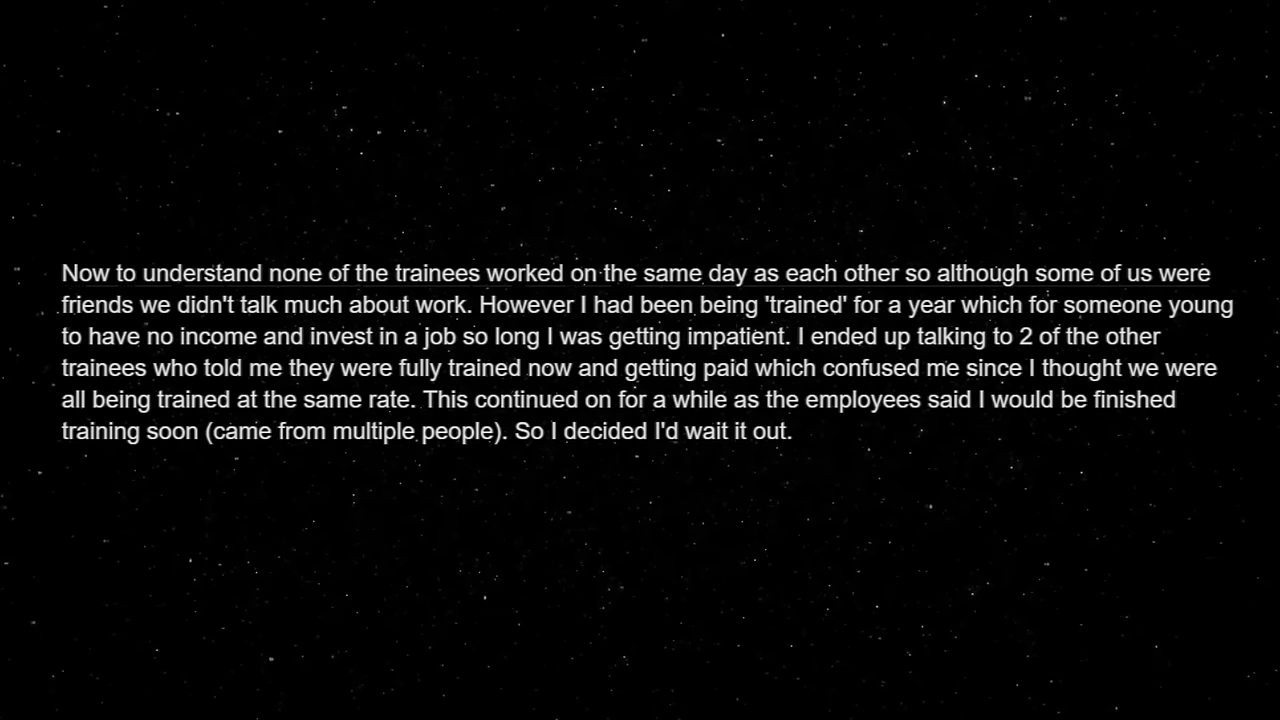 Now to understand none of the trainees worked on the same day as each other so although some of us were
friends we didn't talk much about work. However I had been being 'trained' for a year which for someone young
to have no income and invest in a job so long I was getting impatient. I ended up talking to 2 of the other
trainees who told me they were fully trained now and getting paid which confused me since I thought we were
all being trained at the same rate. This continued on for a while as the employees said I would be finished
training soon (came from multiple people). So I decided I'd wait it out.